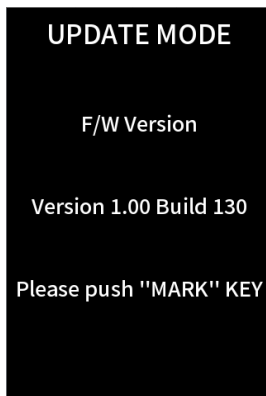 UPDATE MODE
F/W Version
Version 1.00 Build 130
Please push "MARK" KEY